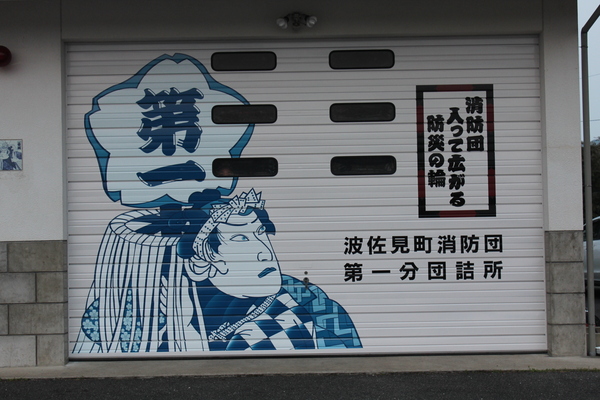 第一
消防団
入って広がる
防災の輪
波佐見町消防団
第一分団詰所